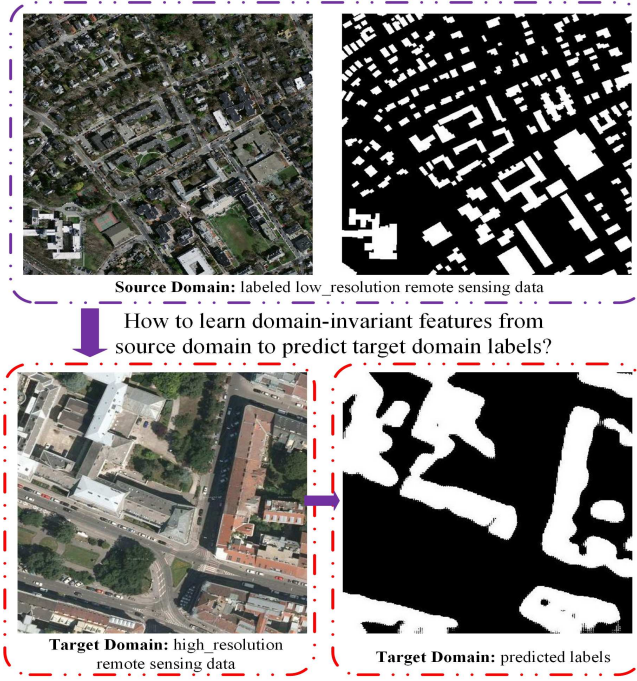 Source Domain: labeled low_resolution remote sensing data
How to learn domain-invariant features from
source domain to predict target domain labels?
Target Domain: high_resolution
remote sensing data
Target Domain: predicted labels